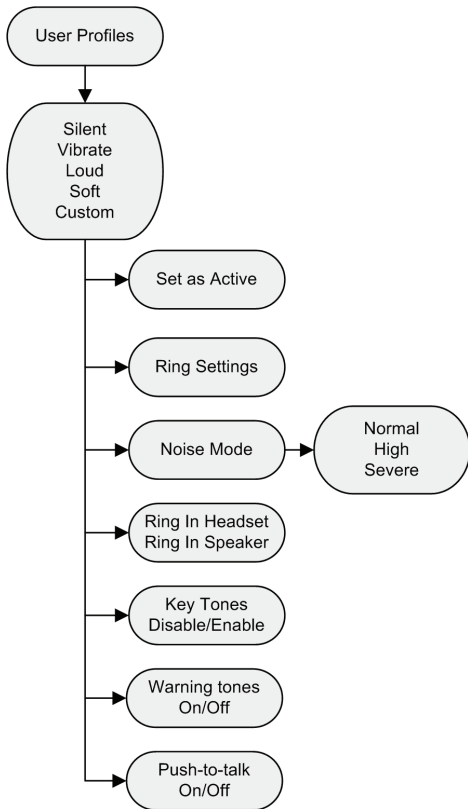 User Profiles
Silent
Vibrate
Loud
Soft
Custom
Set as Active
Ring Settings
Noise Mode
Normal
High
Severe
Ring In Headset
Ring In Speaker
Key Tones
Disable/Enable
Warning tones
On/Off
Push-to-talk
On/Off